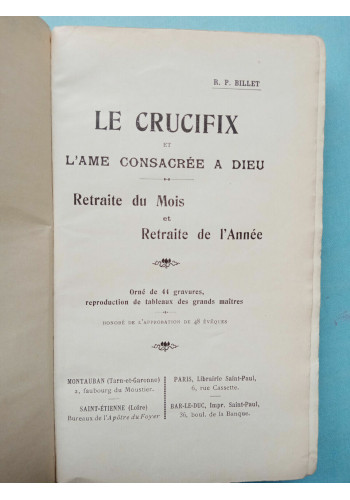 R. P. BILLET
LE CRUCIFIX
ET
L'AME CONSACRÉE A DIEU
Retraite du Mois
et
Retraite de l'Année
Orné de 44 gravures,
reproduction de tableaux des grands maîtres
HONORÉ DE L'APPROBATION DE 48 ÉVÊQUES
MONTAUBAN (Tarn-et-Garonne)
2, faubourg du Moustier.
SAINT-ÉTIENNE (Loire)
Bureaux de l'Apôtre du Foyer
PARIS, Librairie Saint-Paul,
6, rue Cassette.
BAR-LE-DUC, Impr. Saint-Paul,
36, boul. de la Banque.